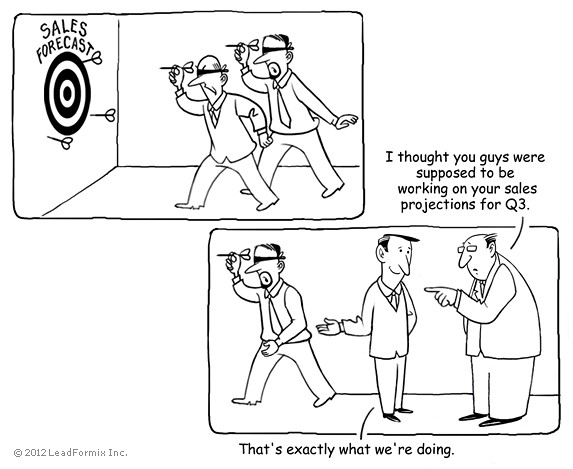 SALES
FORECAST
I thought you guys were
supposed to be
working on your sales
projections for Q3.
That's exactly what we're doing.
© 2012 LeadFormix Inc.